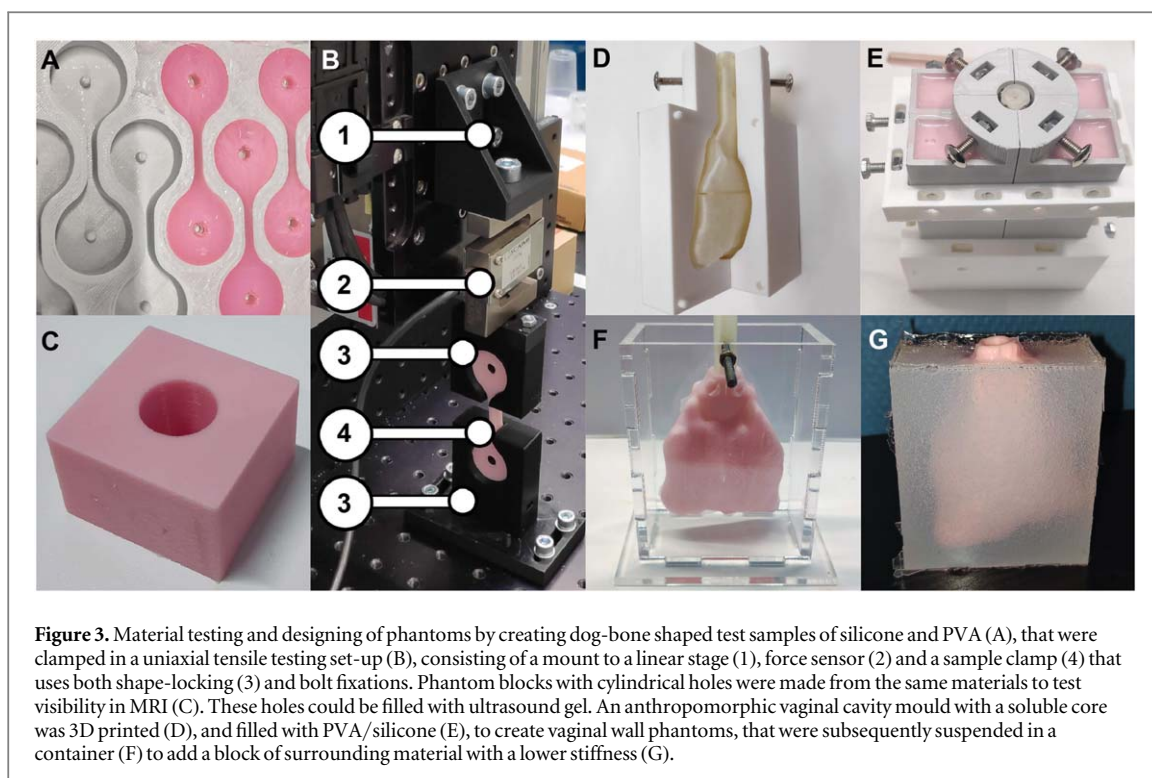 A
B
D
E
1
2
3
4
3
C
F
G
Figure 3. Material testing and designing of phantoms by creating dog-bone shaped test samples of silicone and PVA (A), that were
clamped in a uniaxial tensile testing set-up (B), consisting of a mount to a linear stage (1), force sensor (2) and a sample clamp (4) that
uses both shape-locking (3) and bolt fixations. Phantom blocks with cylindrical holes were made from the same materials to test
visibility in MRI (C). These holes could be filled with ultrasound gel. An anthropomorphic vaginal cavity mould with a soluble core
was 3D printed (D), and filled with PVA/silicone (E), to create vaginal wall phantoms, that were subsequently suspended in a
container (F) to add a block of surrounding material with a lower stiffness (G).